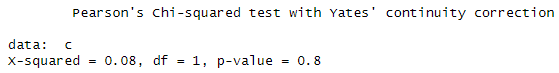 Pearson's Chi-squared test with Yates' continuity correction
data:  c
X-squared = 0.08, df = 1, p-value = 0.8